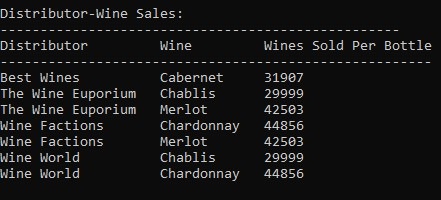 Distributor-Wine Sales:
--------------------------------------------------
Distributor         Wine         Wines Sold Per Bottle
------------------------------------------------------
Best Wines          Cabernet     31907
The Wine Euporium   Chablis      29999
The Wine Euporium   Merlot       42503
Wine Factions       Chardonnay   44856
Wine Factions       Merlot       42503
Wine World          Chablis      29999
Wine World          Chardonnay   44856